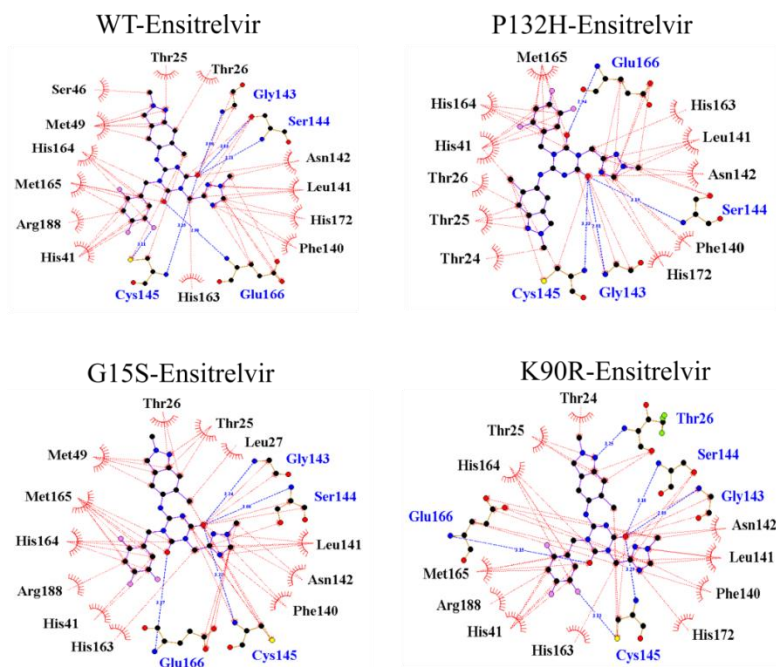 WT-Ensitrelvir
Thr25
Thr26
Ser46
Gly143
Met49
Ser144
His164
Asn142
Met165
Leu141
Arg188
His172
His41
Phe140
Cys145
His163
Glu166
P132H-Ensitrelvir
Met165
Glu166
His164
His163
His41
Leu141
Thr26
Asn142
Thr25
Ser144
Thr24
Phe140
His172
Cys145
Gly143
G15S-Ensitrelvir
Thr26
Thr25
Leu27
Met49
Gly143
Met165
Ser144
His164
Leu141
Arg188
Asn142
His41
Phe140
His163
Glu166
Cys145
K90R-Ensitrelvir
Thr24
Thr26
Thr25
Ser144
His164
Gly143
Glu166
Asn142
Met165
Leu141
Arg188
Phe140
His41
His172
His163
Cys145